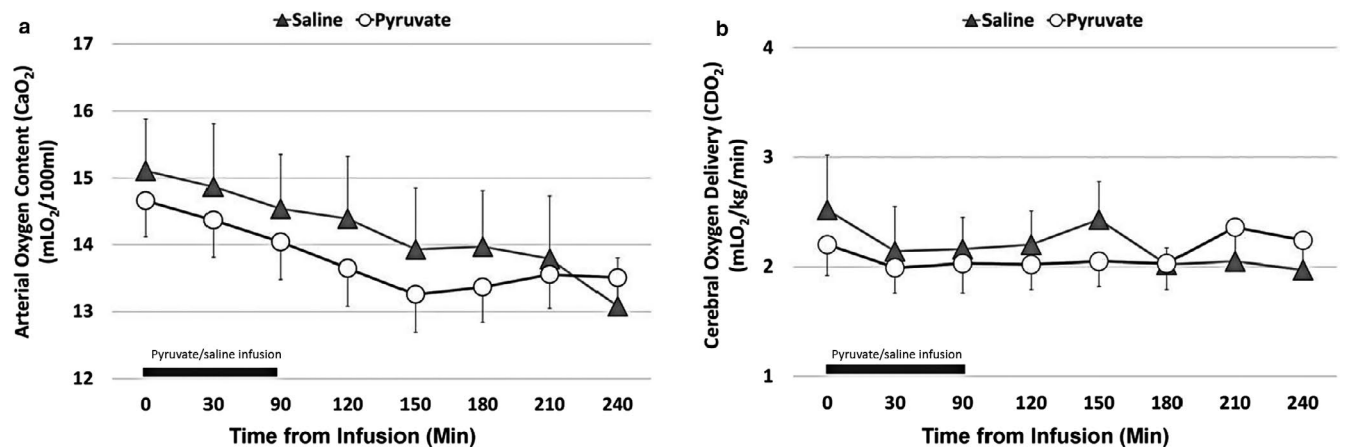 a
Saline Pyruvate
Arterial Oxygen Content (CaO₂)
(mLO₂/100ml)
17
16
15
14
13
12
Pyruvate/saline infusion
0 30 90 120 150 180 210 240
Time from Infusion (Min)
b
Saline Pyruvate
Cerebral Oxygen Delivery (CDO₂)
(mLO₂/kg/min)
4
3
2
1
Pyruvate/saline infusion
0 30 90 120 150 180 210 240
Time from Infusion (Min)